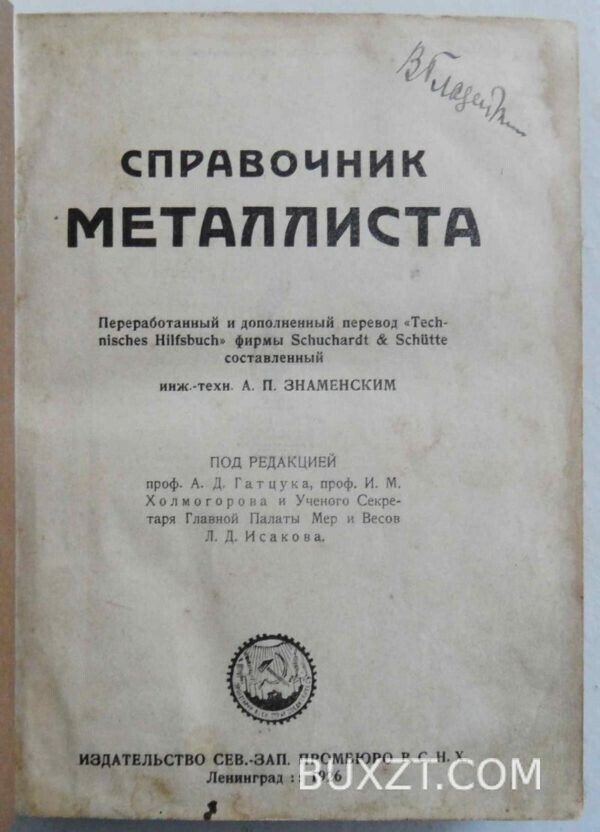 СПРАВОЧНИК
МЕТАЛЛИСТА
Переработанный и дополненный перевод «Tech-
nisches Hilfsbuch» фирмы Schuchardt & Schütte
составленный
инж.-техн. А. П. ЗНАМЕНСКИМ
ПОД РЕДАКЦИЕЙ
проф. А. Д. Гатцука, проф. И. М.
Холмогорова и Ученого Секре-
таря Главной Палаты Мер и Весов
Л. Д. Исакова.
ИЗДАТЕЛЬСТВО СЕВ.-ЗАП. ПРОМБЮРО В. С. Н. Х.
Ленинград : : 1926
BUXZT.COM